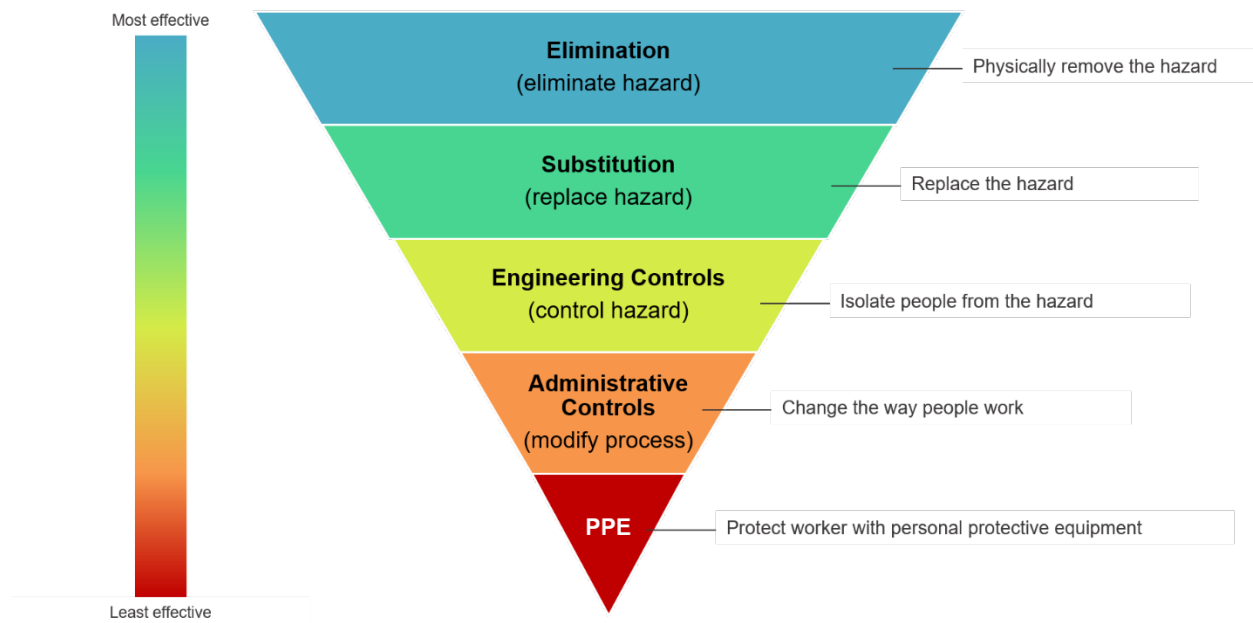 Most effective
Elimination
(eliminate hazard)
Physically remove the hazard
Substitution
(replace hazard)
Replace the hazard
Engineering Controls
(control hazard)
Isolate people from the hazard
Administrative
Controls
(modify process)
Change the way people work
PPE
Protect worker with personal protective equipment
Least effective